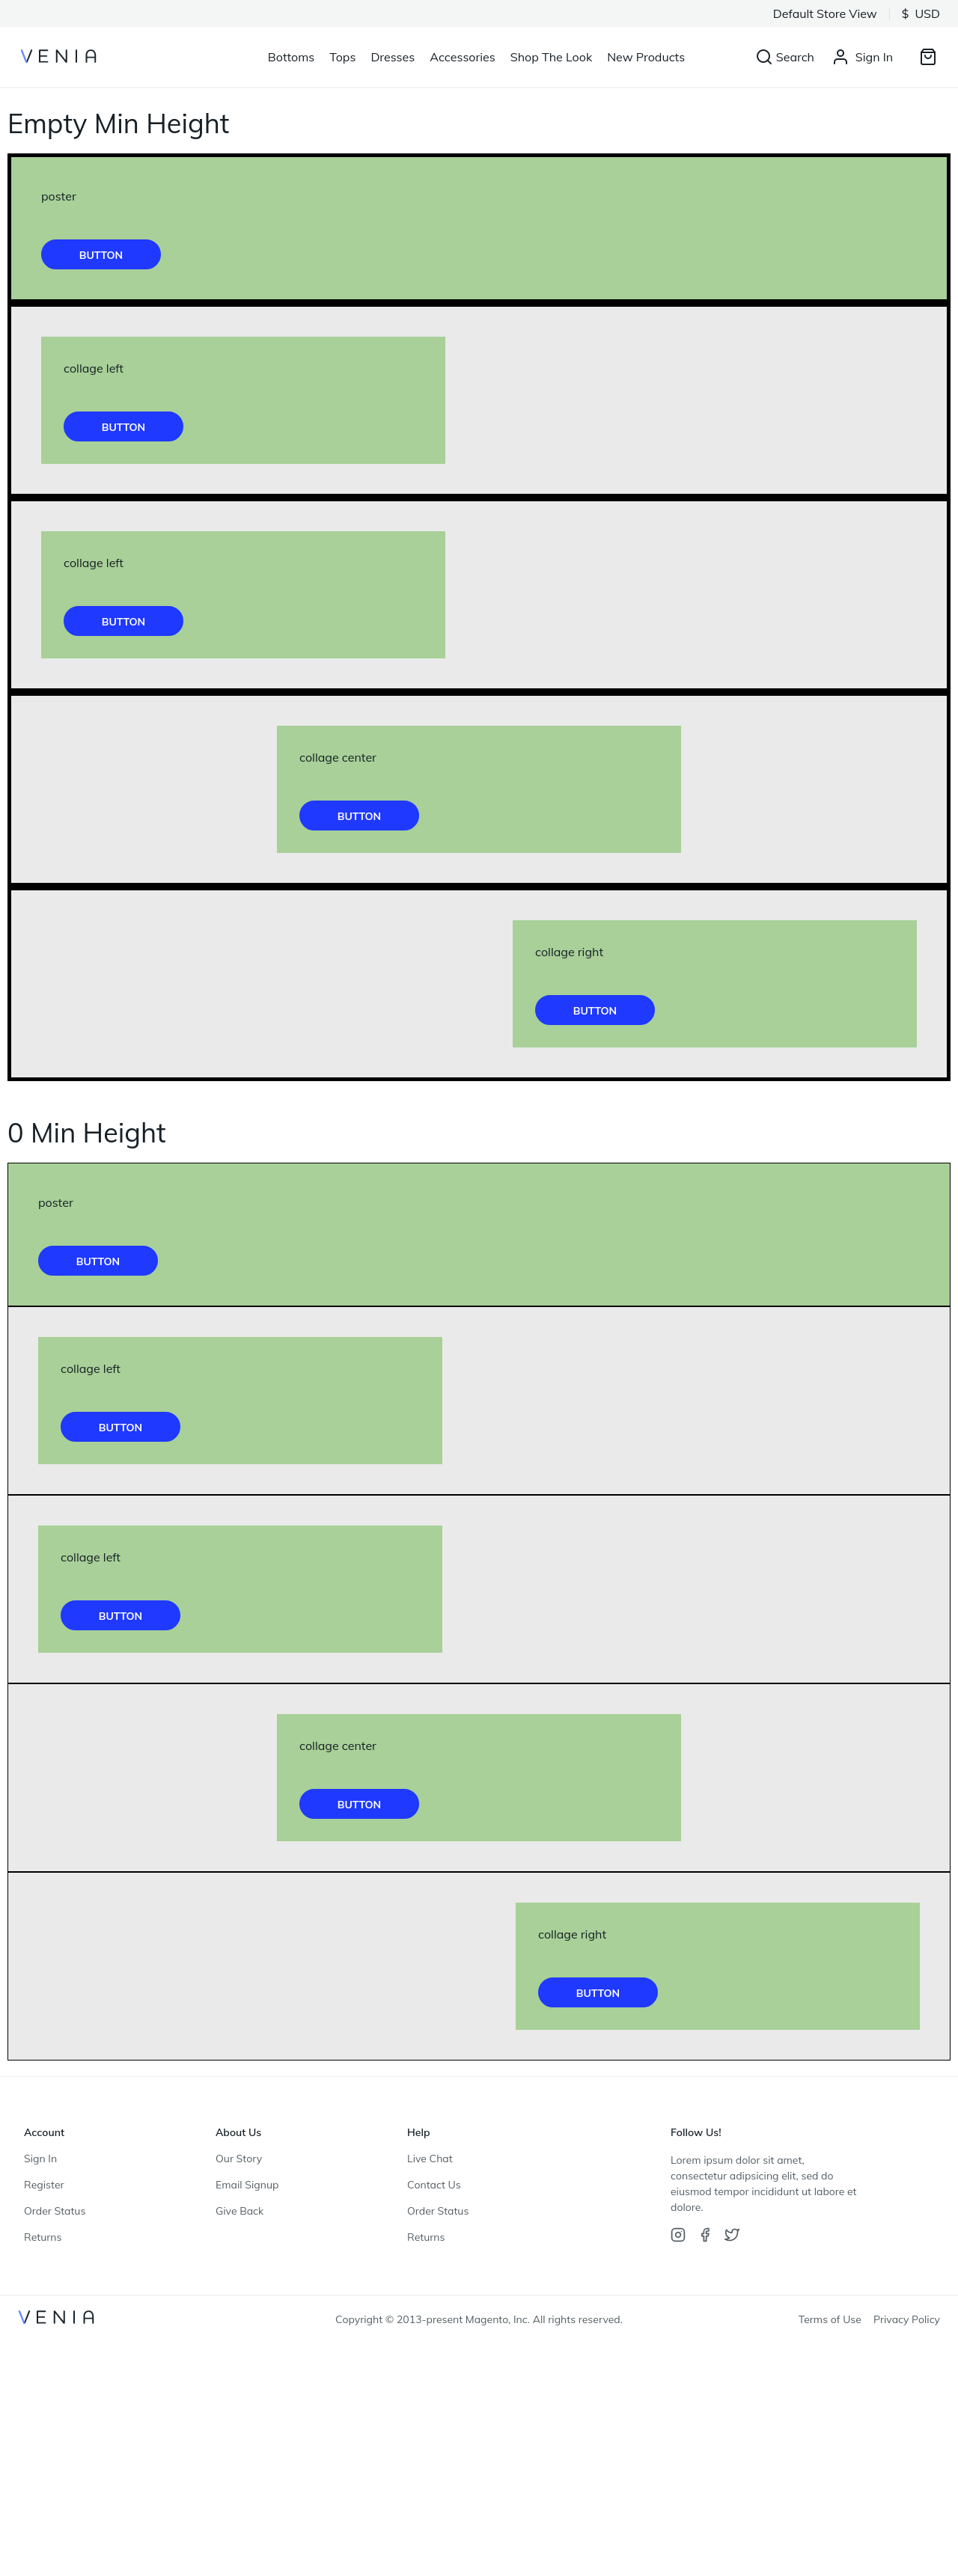 Default Store View
$ USD
VENIA
Bottoms
Tops
Dresses
Accessories
Shop The Look
New Products
Search
Sign In
Empty Min Height
poster
BUTTON
collage left
BUTTON
collage left
BUTTON
collage center
BUTTON
collage right
BUTTON
0 Min Height
poster
BUTTON
collage left
BUTTON
collage left
BUTTON
collage center
BUTTON
collage right
BUTTON
Account
Sign In
Register
Order Status
Returns
About Us
Our Story
Email Signup
Give Back
Help
Live Chat
Contact Us
Order Status
Returns
Follow Us!
Lorem ipsum dolor sit amet,
consectetur adipsicing elit, sed do
eiusmod tempor incididunt ut labore et
dolore.
VENIA
Copyright © 2013-present Magento, Inc. All rights reserved.
Terms of Use
Privacy Policy